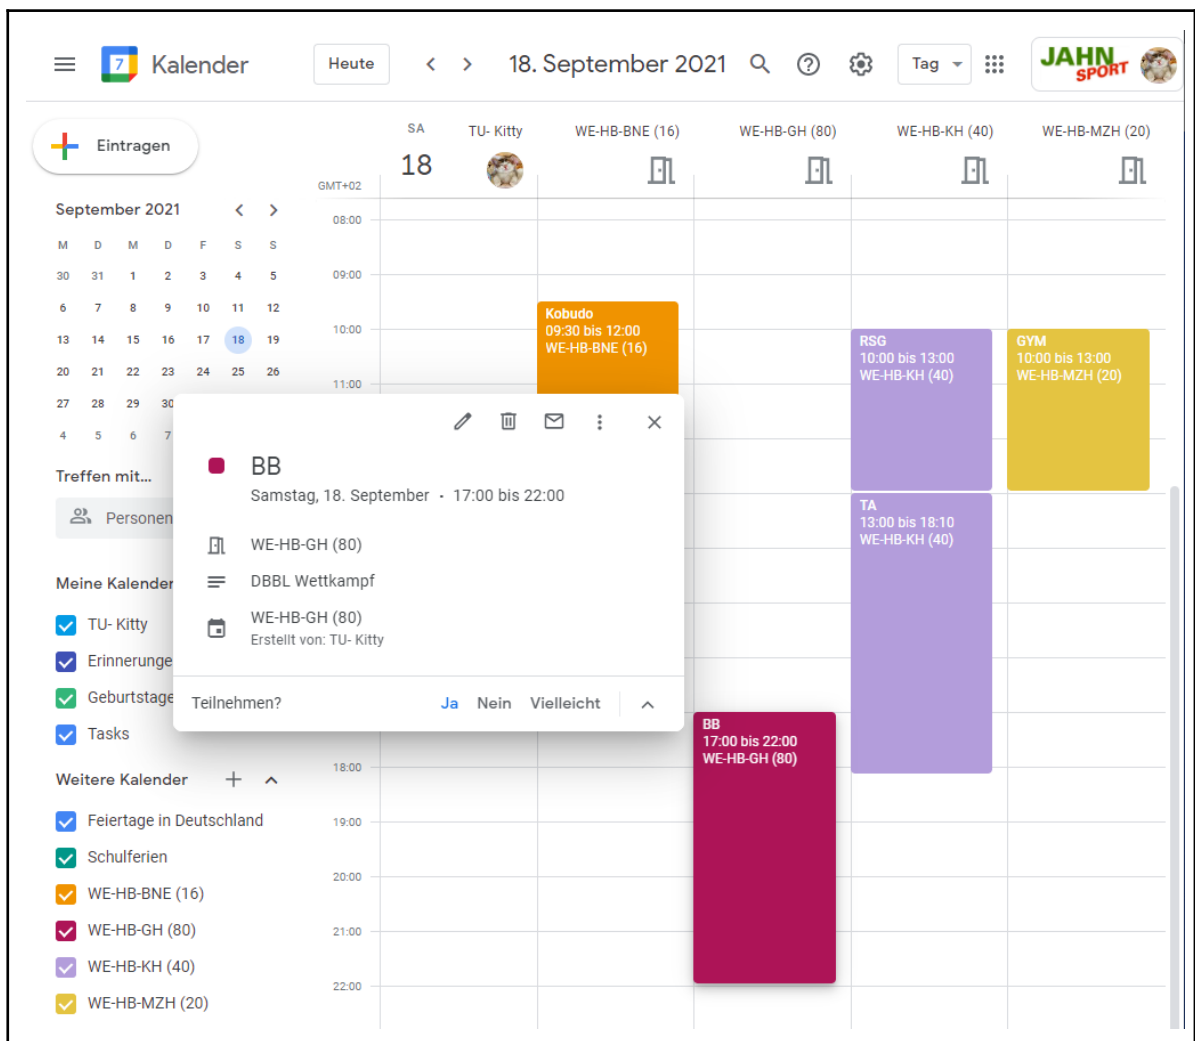 Kalender
Heute
18. September 2021
Tag
JAHN
SPORT
Eintragen
September 2021
M D M D F S S
30 31 1 2 3 4 5
6 7 8 9 10 11 12
13 14 15 16 17 18 19
20 21 22 23 24 25 26
27 28 29 30
4 5 6 7
Treffen mit...
Personen
Meine Kalender
TU- Kitty
Erinnerunge
Geburtstage
Tasks
Weitere Kalender
Feiertage in Deutschland
Schulferien
WE-HB-BNE (16)
WE-HB-GH (80)
WE-HB-KH (40)
WE-HB-MZH (20)
SA
18
TU- Kitty
WE-HB-BNE (16)
WE-HB-GH (80)
WE-HB-KH (40)
WE-HB-MZH (20)
GMT+02
08:00
09:00
10:00
11:00
18:00
19:00
20:00
21:00
22:00
Kobudo
09:30 bis 12:00
WE-HB-BNE (16)
RSG
10:00 bis 13:00
WE-HB-KH (40)
GYM
10:00 bis 13:00
WE-HB-MZH (20)
TA
13:00 bis 18:10
WE-HB-KH (40)
BB
17:00 bis 22:00
WE-HB-GH (80)
BB
Samstag, 18. September • 17:00 bis 22:00
WE-HB-GH (80)
DBBL Wettkampf
WE-HB-GH (80)
Erstellt von: TU- Kitty
Teilnehmen?
Ja Nein Vielleicht
7